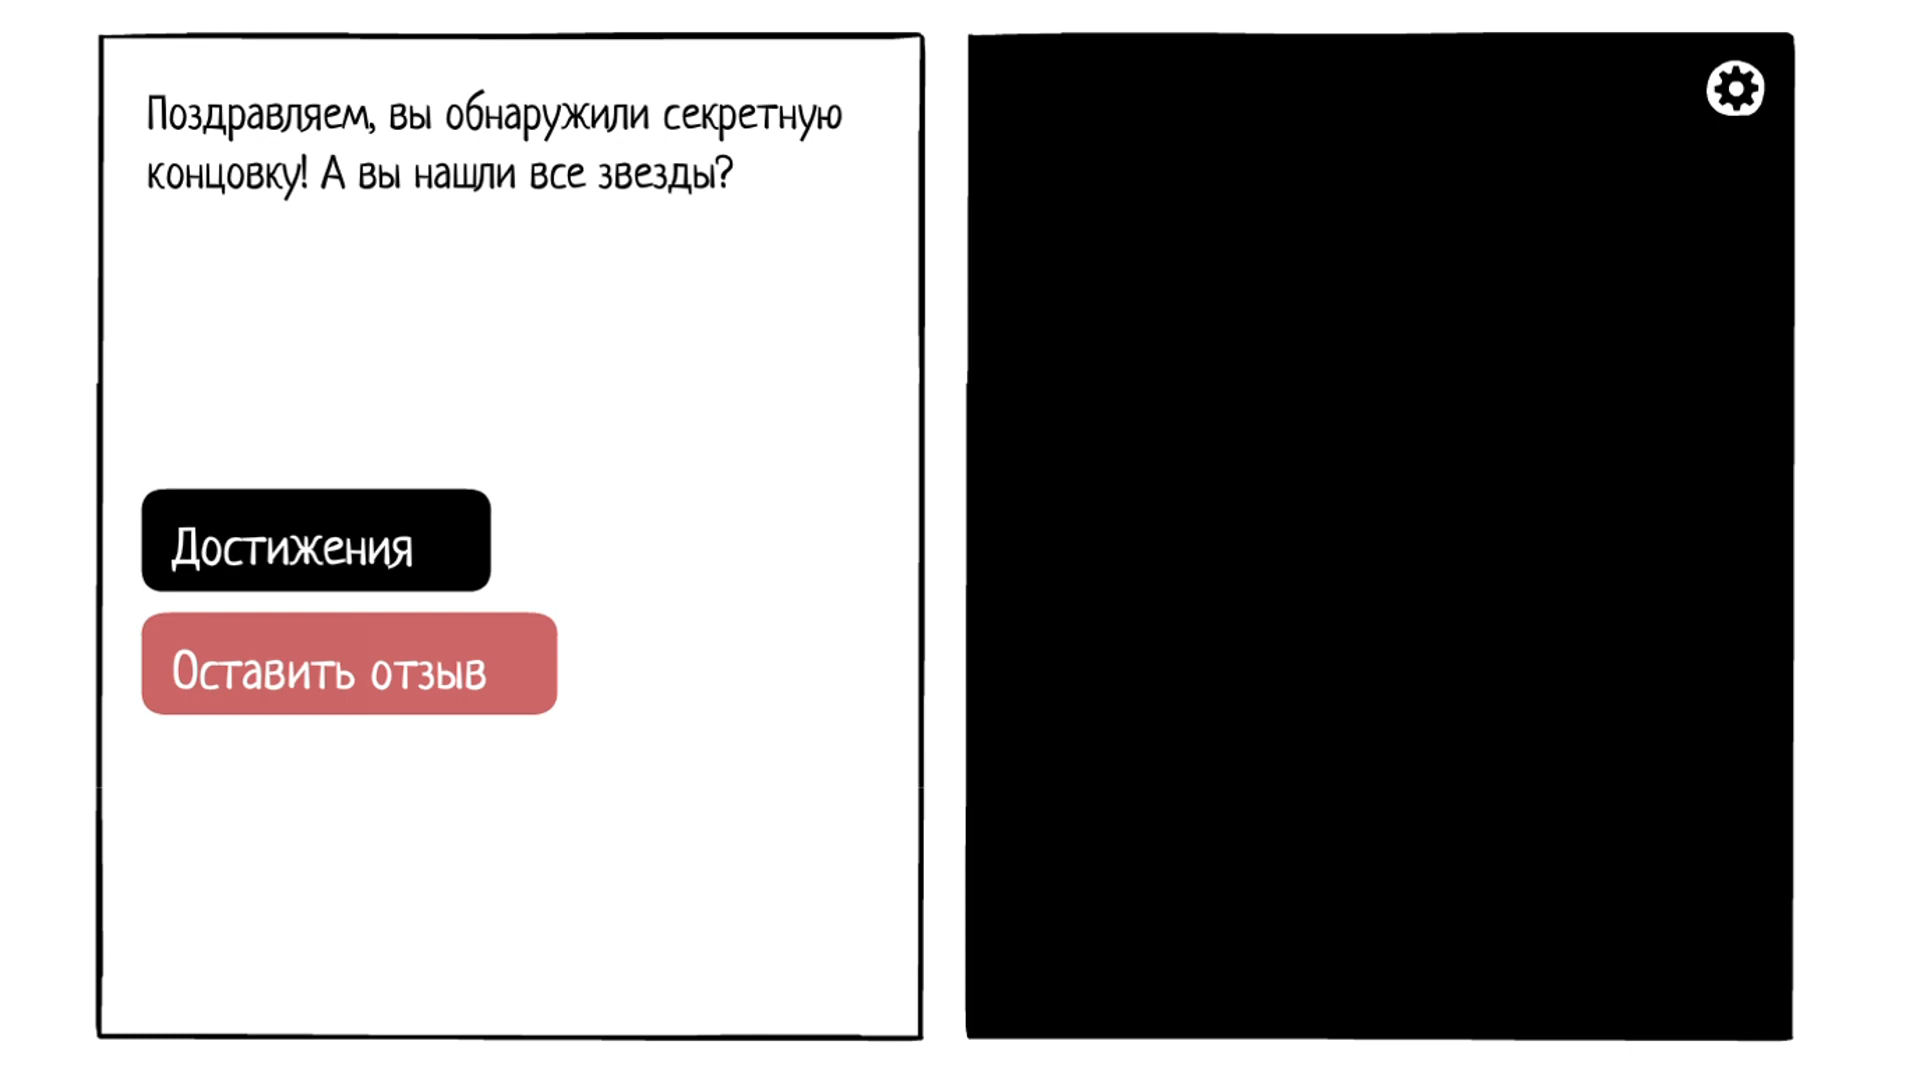 Поздравляем, вы обнаружили секретную
концовку! А вы нашли все звезды?
Достижения
Оставить отзыв